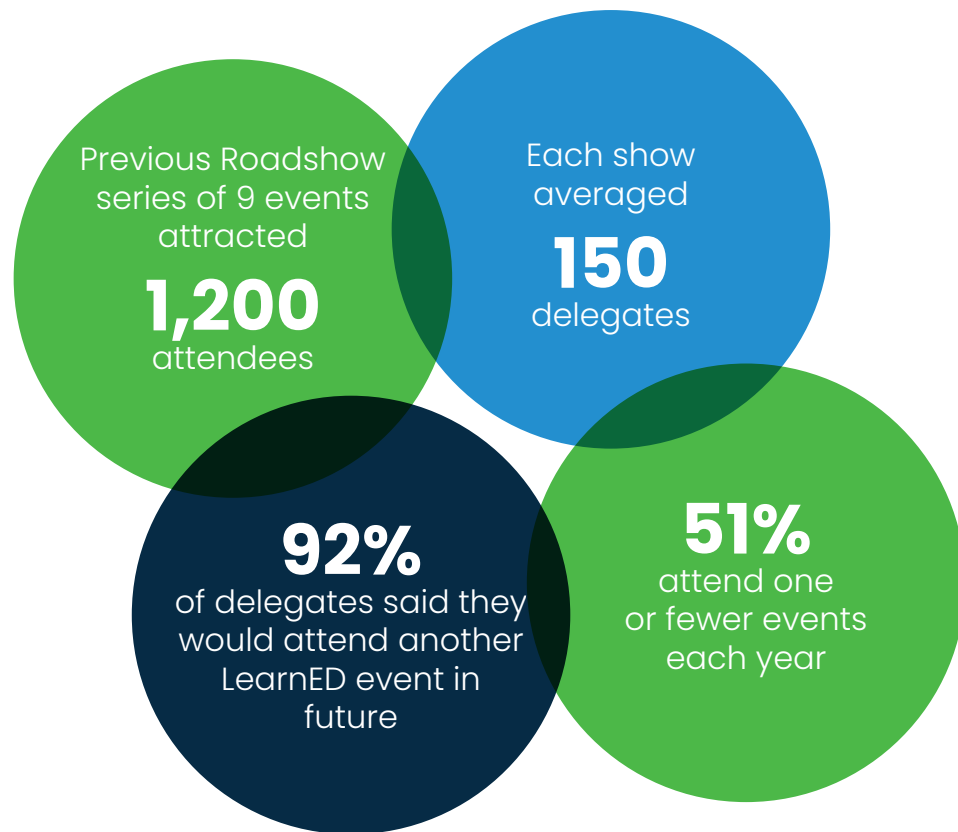 Previous Roadshow
series of 9 events
attracted
1,200
attendees
Each show
averaged
150
delegates
92%
of delegates said they
would attend another
LearnED event in
future
51%
attend one
or fewer events
each year